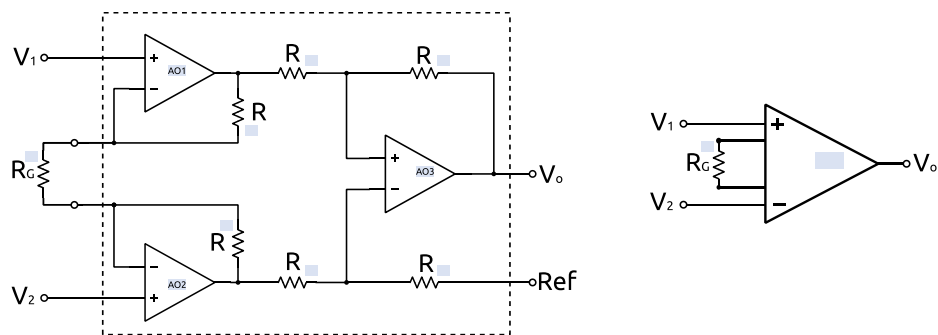 V₁
+
AO1
−
R
R
R
R_G
+
AO3
−
V₀
R
−
AO2
+
V₂
R
R
Ref
V₁
+
R_G
V₂
−
V₀